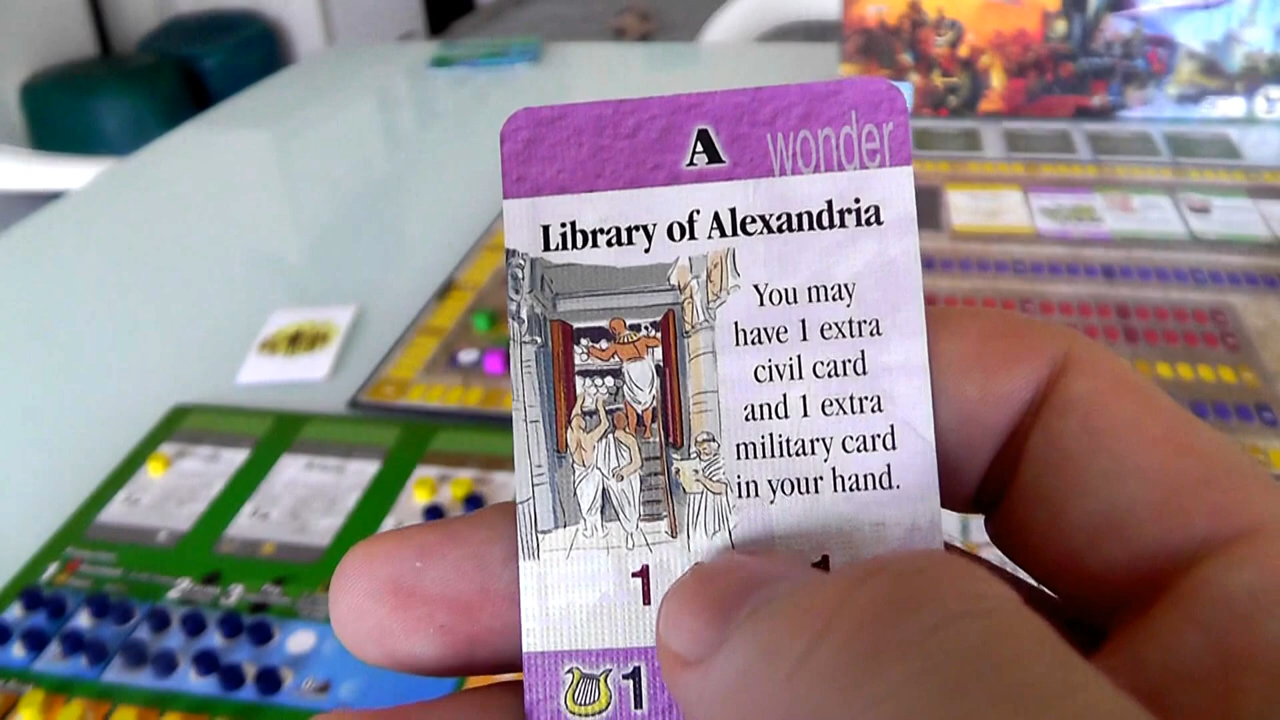 A wonder
Library of Alexandria
You may
have 1 extra
civil card
and 1 extra
military card
in your hand.
1
1